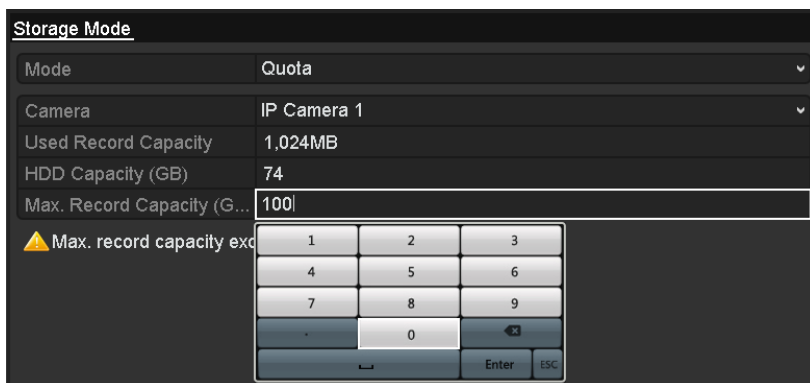 Storage Mode
Mode Quota
Camera IP Camera 1
Used Record Capacity 1,024MB
HDD Capacity (GB) 74
Max. Record Capacity (G... 100
Max. record capacity exc
1 2 3
4 5 6
7 8 9
. 0
Enter ESC